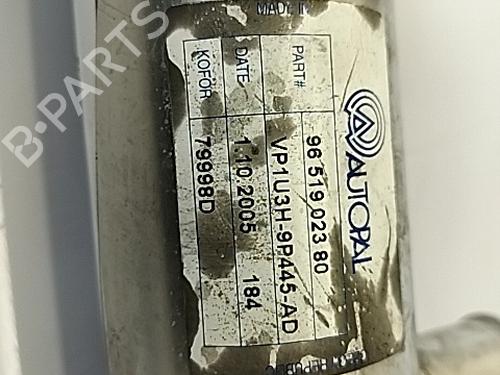 MADE IN
AUTOPAL
PART# 96 519 023 80
VP1U3H-9P445-AD
DATE 1.10.2005 184
KOFOR 79998D
REPUBLIC
B-PARTS